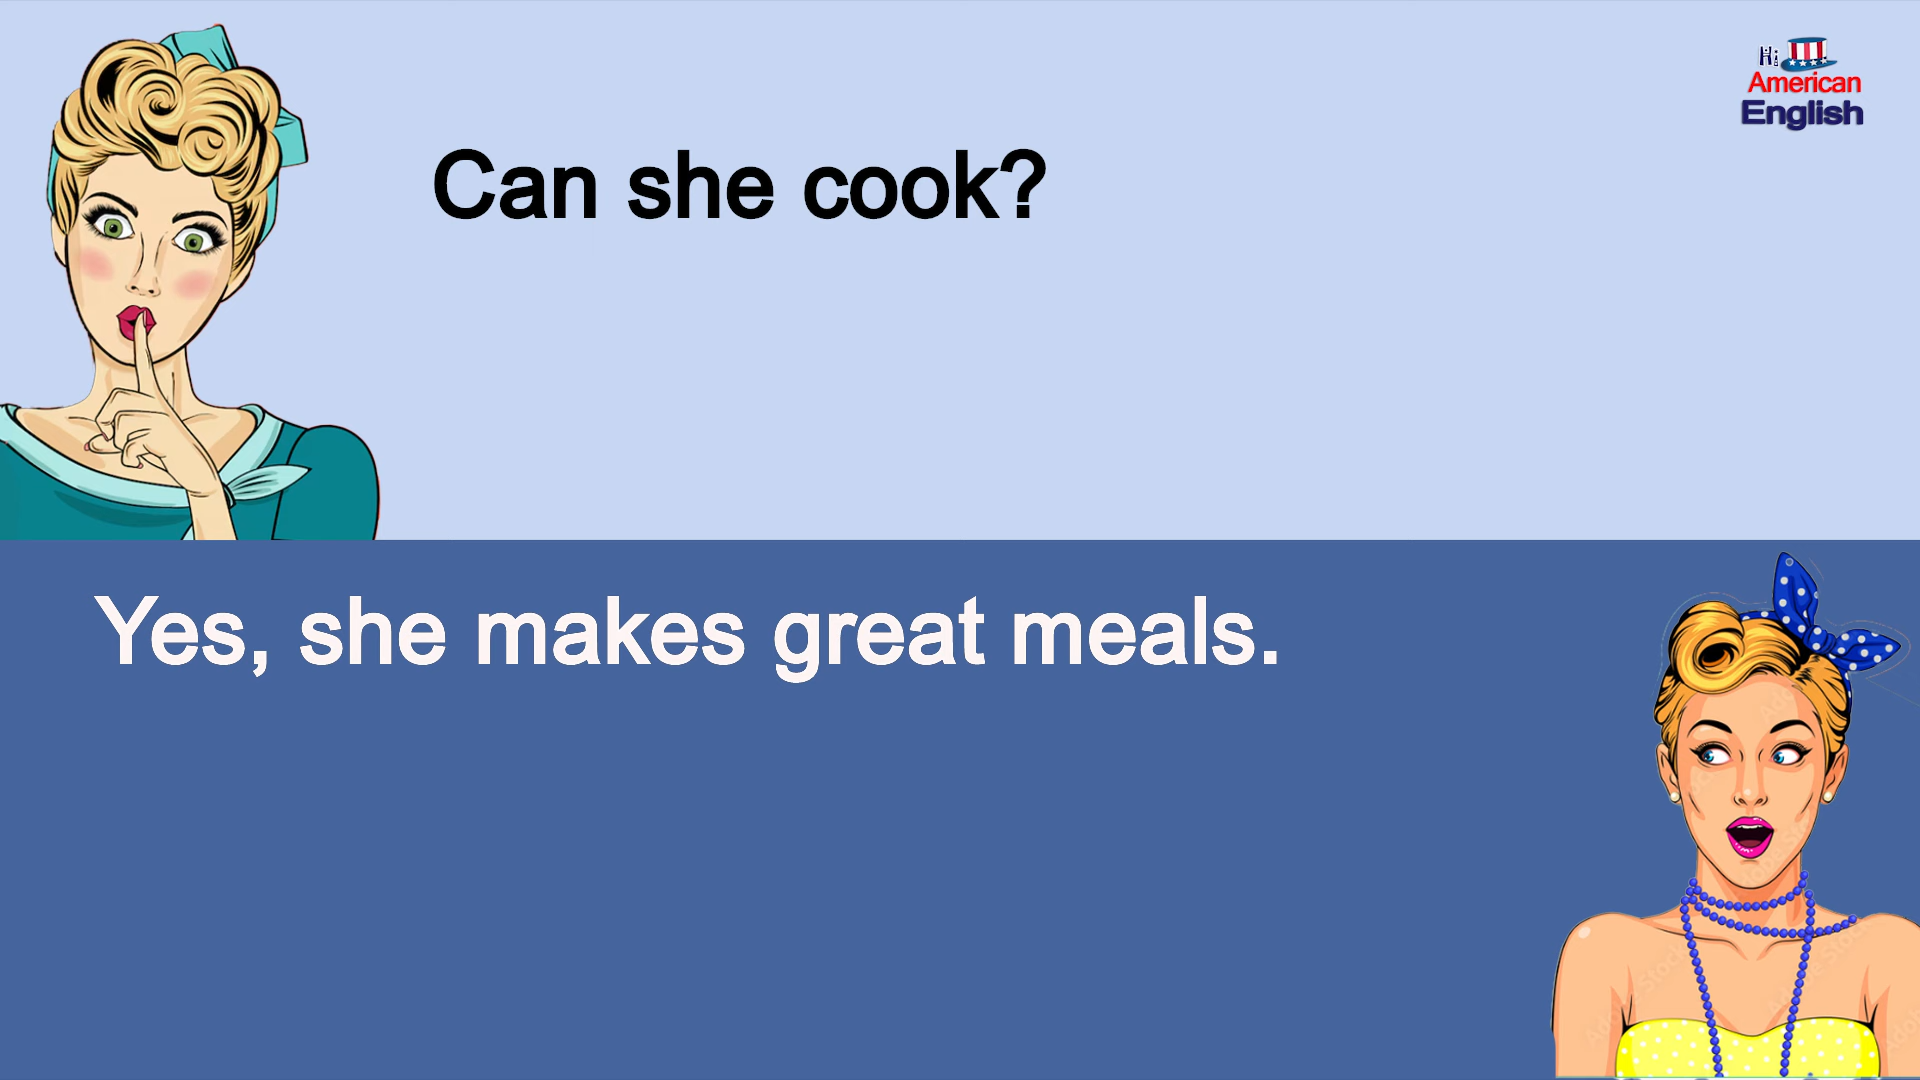 Hi
American
English
Can she cook?
Yes, she makes great meals.